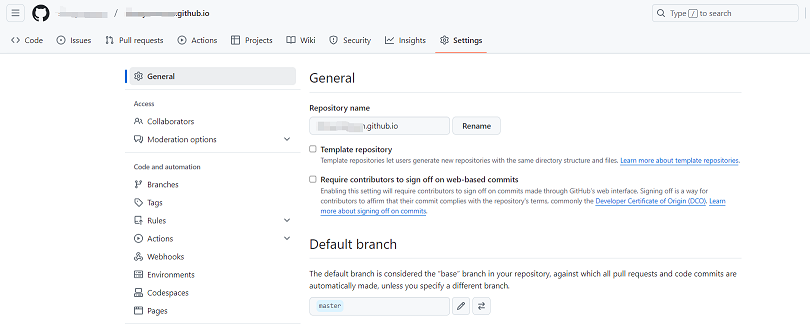 / .github.io
Type / to search
Code Issues Pull requests Actions Projects Wiki Security Insights Settings
General
Access
Collaborators
Moderation options
Code and automation
Branches
Tags
Rules
Actions
Webhooks
Environments
Codespaces
Pages
General
Repository name
.github.io Rename
Template repository
Template repositories let users generate new repositories with the same directory structure and files. Learn more about template repositories.
Require contributors to sign off on web-based commits
Enabling this setting will require contributors to sign off on commits made through GitHub's web interface. Signing off is a way for
contributors to affirm that their commit complies with the repository's terms, commonly the Developer Certificate of Origin (DCO). Learn
more about signing off on commits.
Default branch
The default branch is considered the "base" branch in your repository, against which all pull requests and code commits are
automatically made, unless you specify a different branch.
master